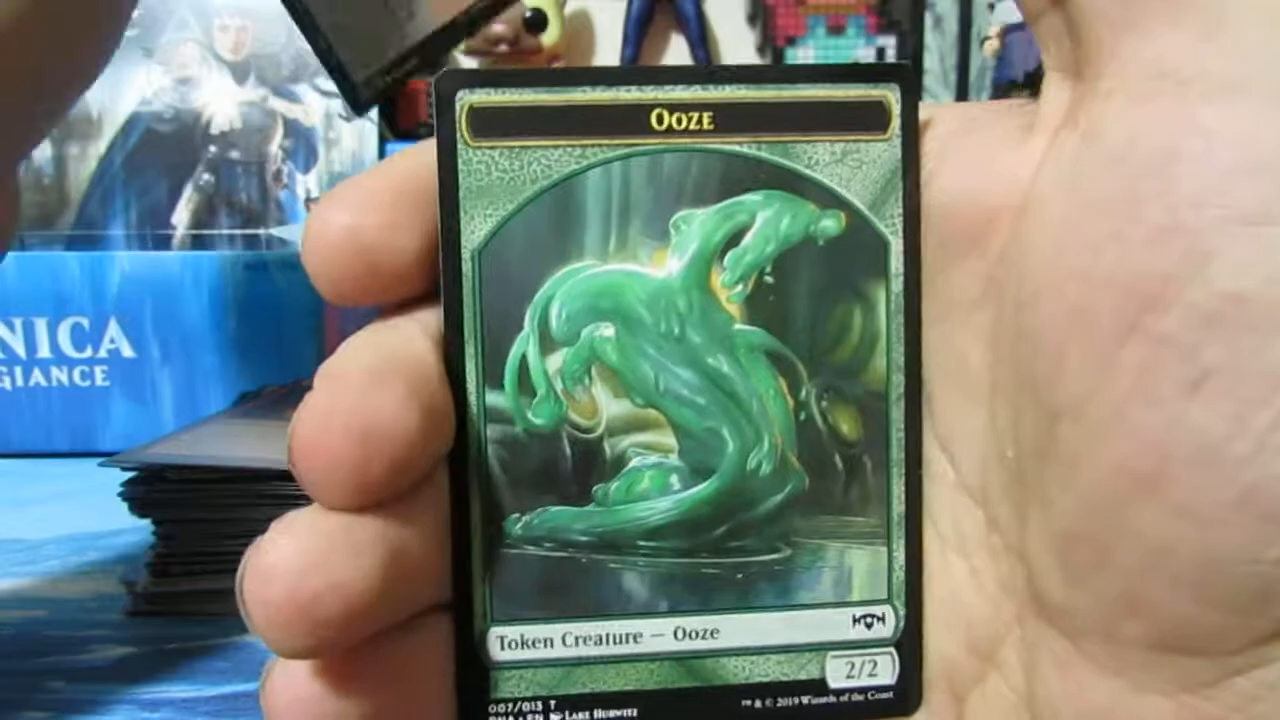 Ooze
NICA
GIANCE
Token Creature — Ooze
2/2
007/013 T
™ & © 2019 Wizards of the Coast
RNA • EN Lake Hurwitz